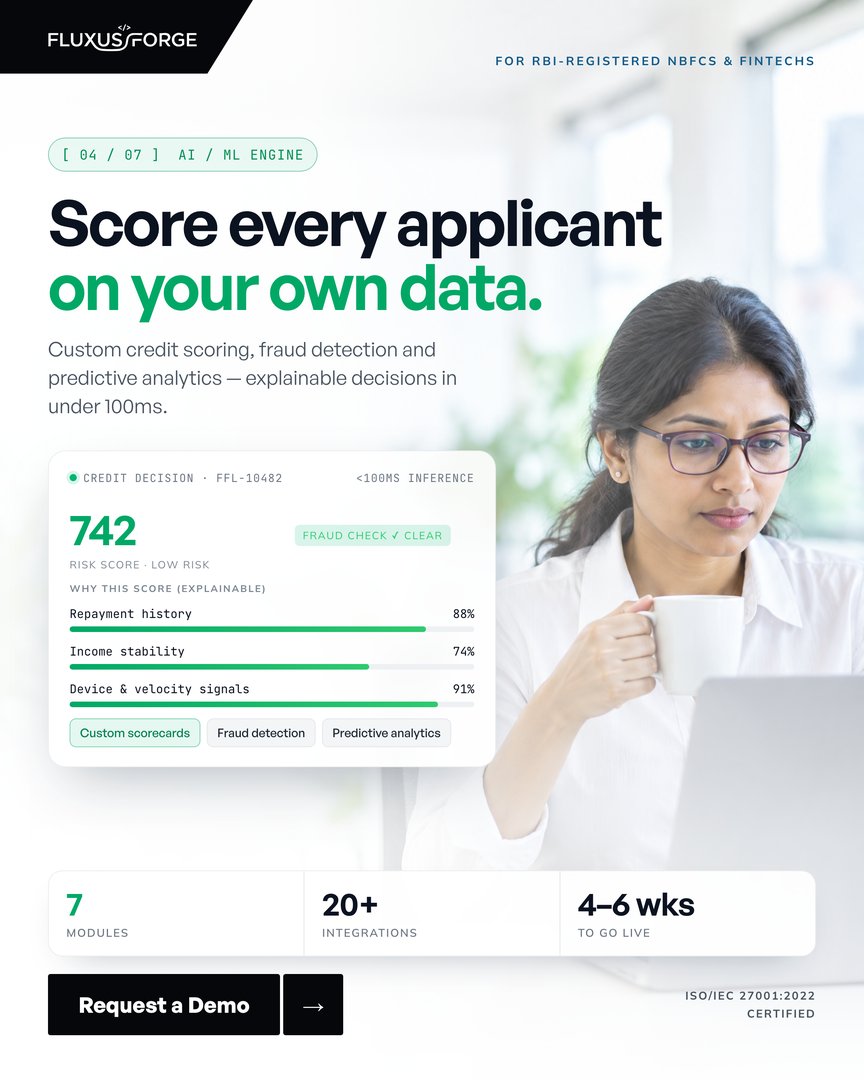 </>
FLUXUSFORGE
FOR RBI-REGISTERED NBFCS & FINTECHS
[ 04 / 07 ] AI / ML ENGINE
Score every applicant
on your own data.
Custom credit scoring, fraud detection and
predictive analytics — explainable decisions in
under 100ms.
CREDIT DECISION · FFL-10482
<100MS INFERENCE
742
FRAUD CHECK ✓ CLEAR
RISK SCORE · LOW RISK
WHY THIS SCORE (EXPLAINABLE)
Repayment history 88%
Income stability 74%
Device & velocity signals 91%
Custom scorecards
Fraud detection
Predictive analytics
7
MODULES
20+
INTEGRATIONS
4–6 wks
TO GO LIVE
Request a Demo →
ISO/IEC 27001:2022
CERTIFIED